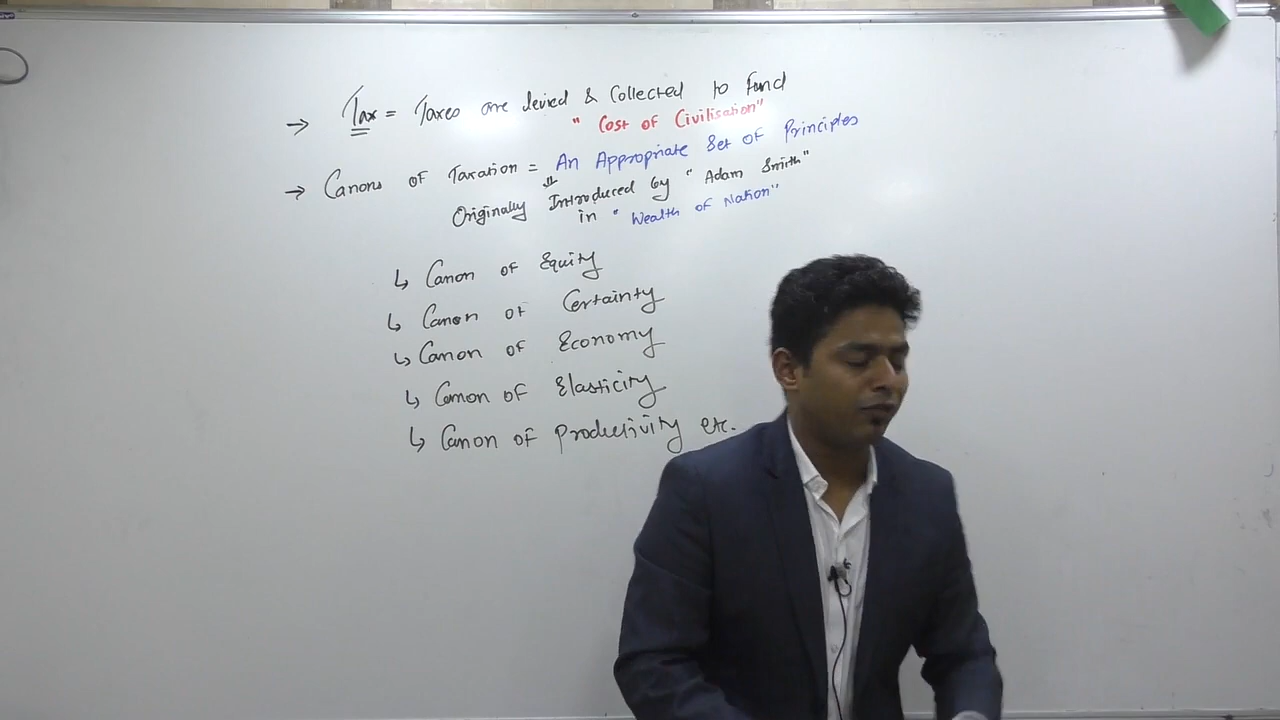 → Tax = Taxes are levied & Collected to Fund
" Cost of Civilisation"
→ Canons of Taxation = An Appropriate Set of Principles
Originally Introduced by " Adam Smith"
in " Wealth of Nation"
↳ Canon of Equity
↳ Canon of Certainty
↳ Canon of Economy
↳ Canon of Elasticity
↳ Canon of Productivity etc.